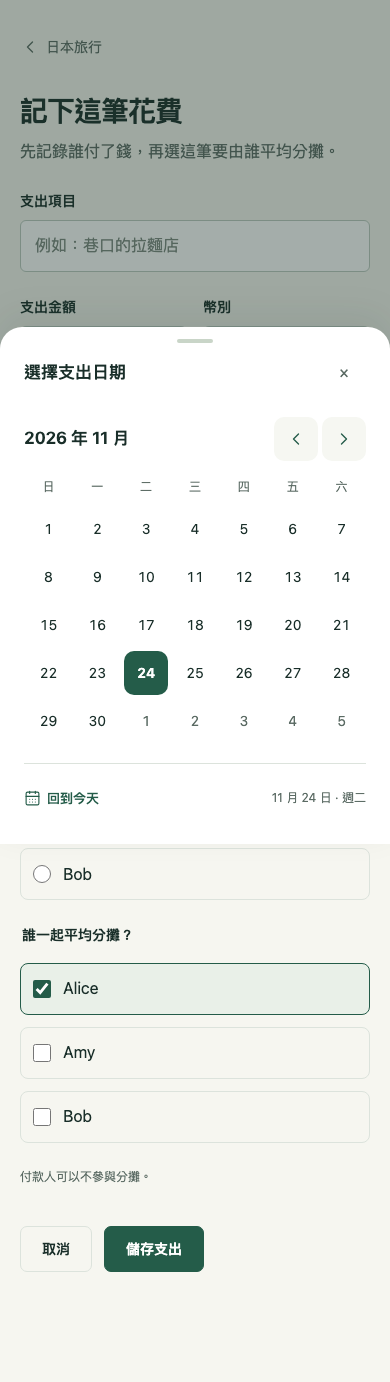 日本旅行
記下這筆花費
先記錄誰付了錢，再選這筆要由誰平均分攤。
支出項目
例如：巷口的拉麵店
支出金額 幣別
選擇支出日期 ×
2026 年 11 月
日 一 二 三 四 五 六
1 2 3 4 5 6 7
8 9 10 11 12 13 14
15 16 17 18 19 20 21
22 23 24 25 26 27 28
29 30 1 2 3 4 5
回到今天 11 月 24 日 · 週二
Bob
誰一起平均分攤？
Alice
Amy
Bob
付款人可以不參與分攤。
取消 儲存支出